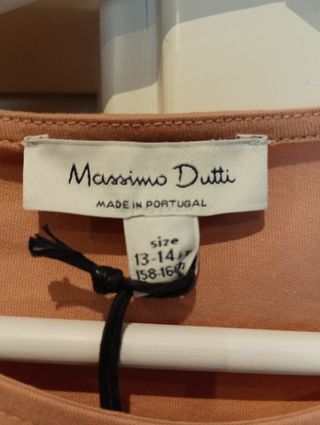 Massimo Dutti
MADE IN PORTUGAL
size
13-14